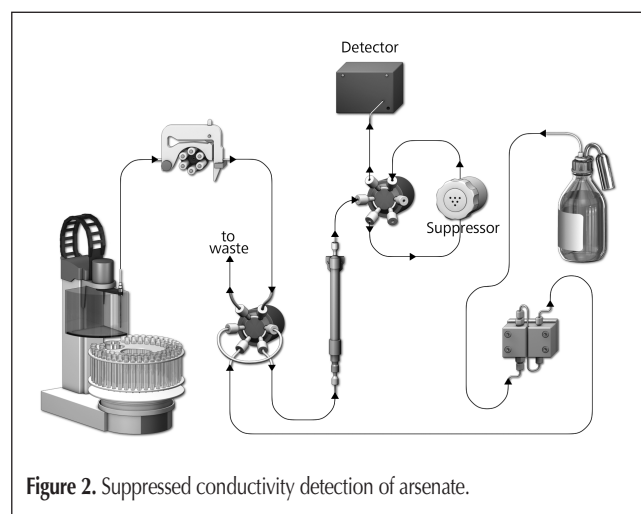 Detector
to
waste
Suppressor
Figure 2. Suppressed conductivity detection of arsenate.